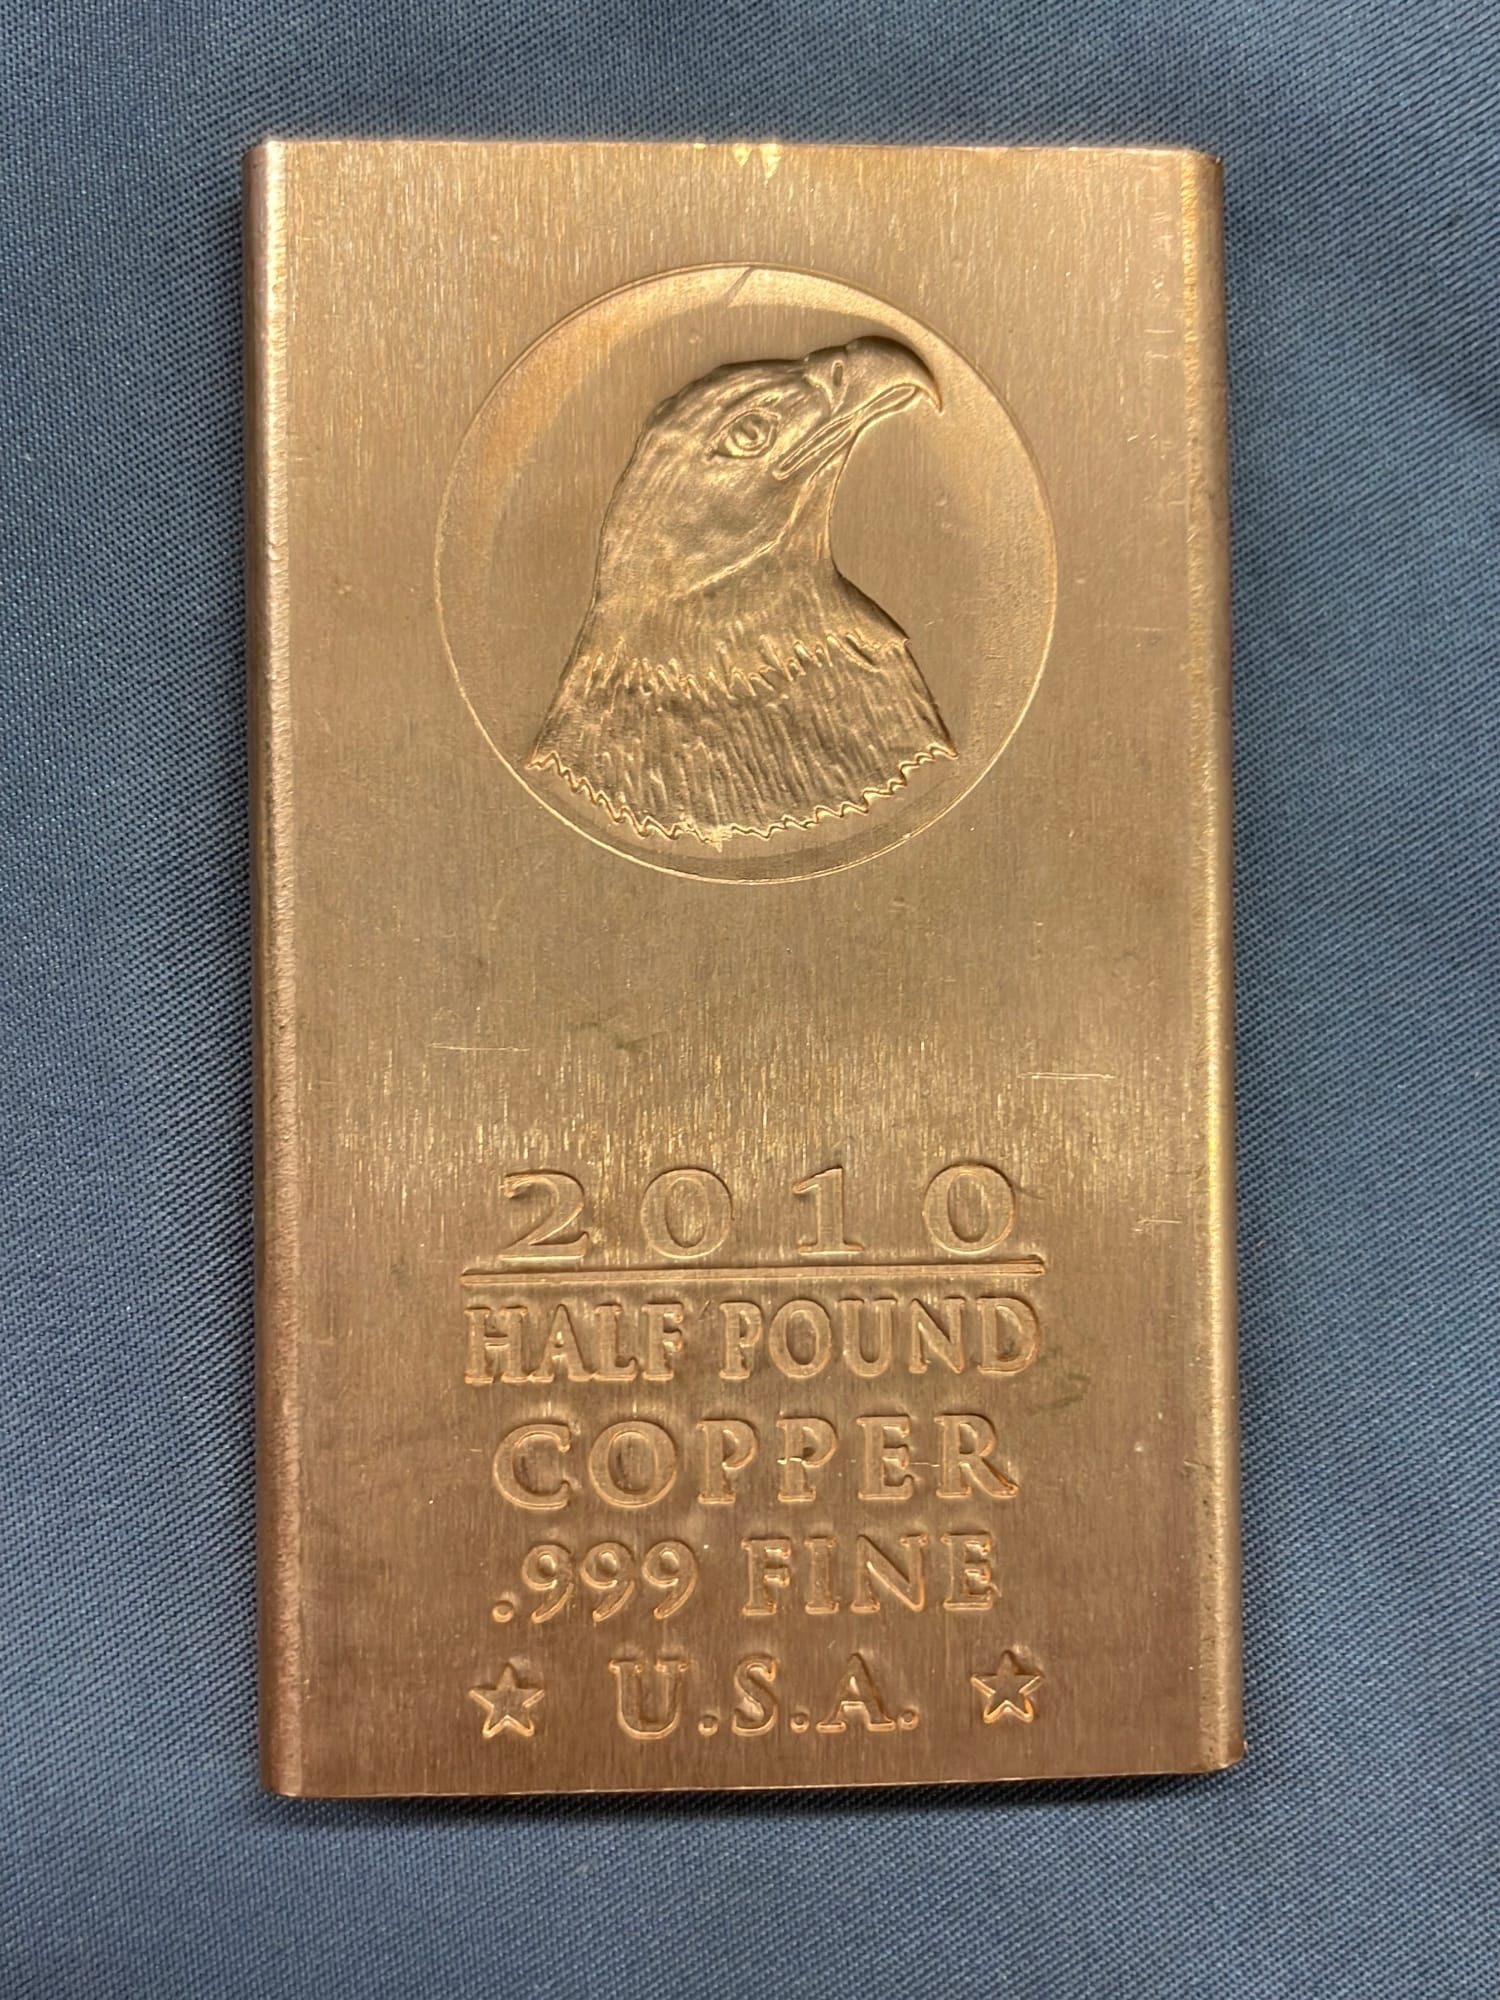 2010
HALF POUND
COPPER
.999 FINE
★ U.S.A. ★